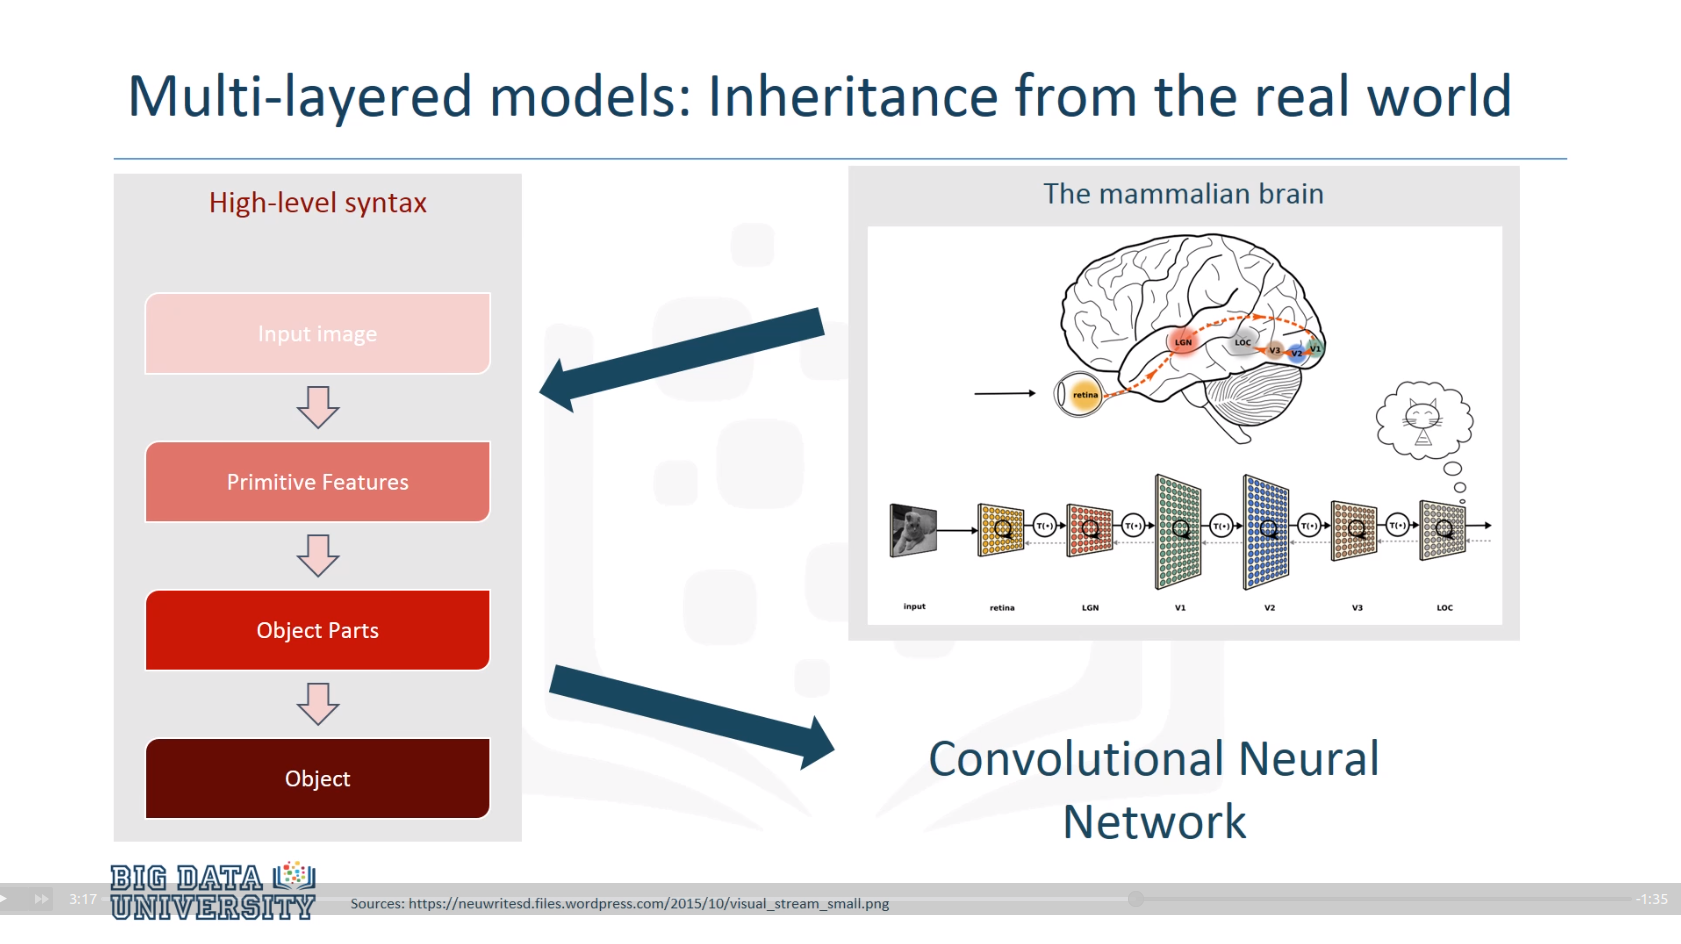 Multi-layered models: Inheritance from the real world
High-level syntax
Input image
Primitive Features
Object Parts
Object
The mammalian brain
LGN
LOC
V3
V2
V1
retina
T(•)
T(•)
T(•)
T(•)
T(•)
input
retina
LGN
V1
V2
V3
LOC
Convolutional Neural
Network
BIG DATA
UNIVERSITY
3:17
Sources: https://neuwritesd.files.wordpress.com/2015/10/visual_stream_small.png
-1:35